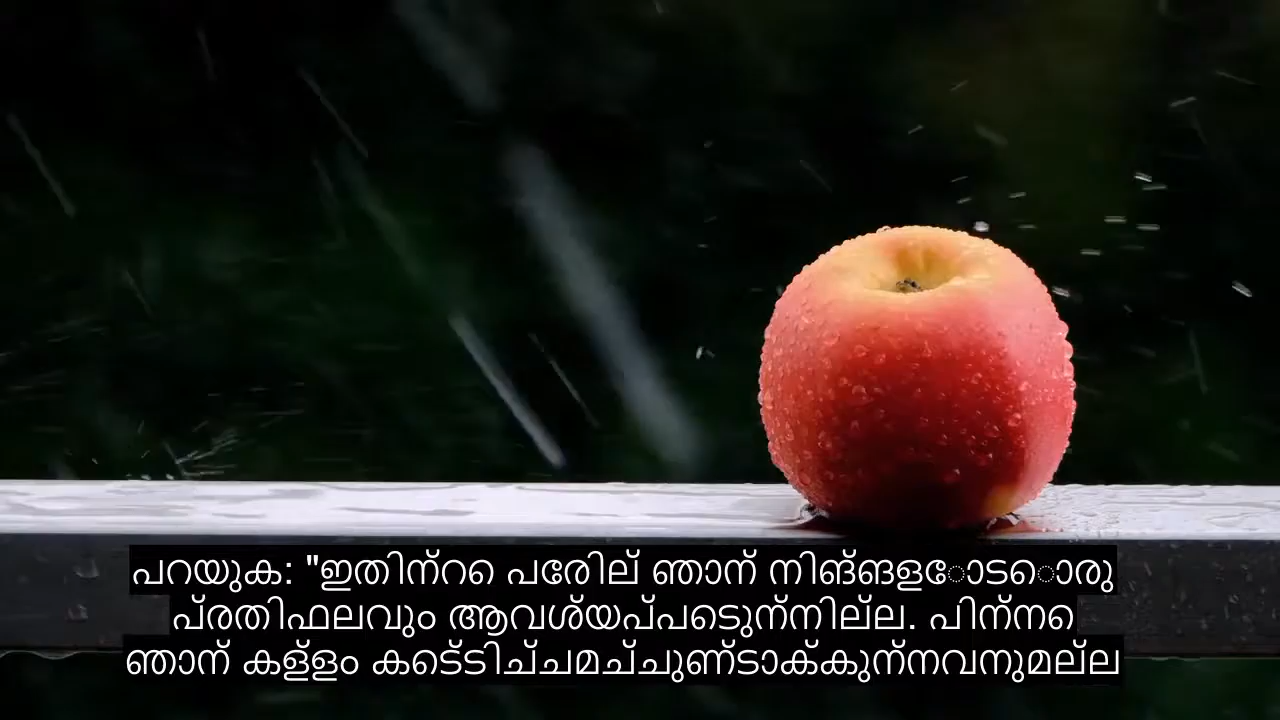 പറയുക: "ഇതിന്റെ പേരില് ഞാന് നിങ്ങളോടൊരു
പ്രതിഫലവും ആവശ്യപ്പെടുന്നില്ല. പിന്നെ
ഞാന് കള്ളം കെട്ടിച്ചമച്ചുണ്ടാക്കുന്നവനുമല്ല